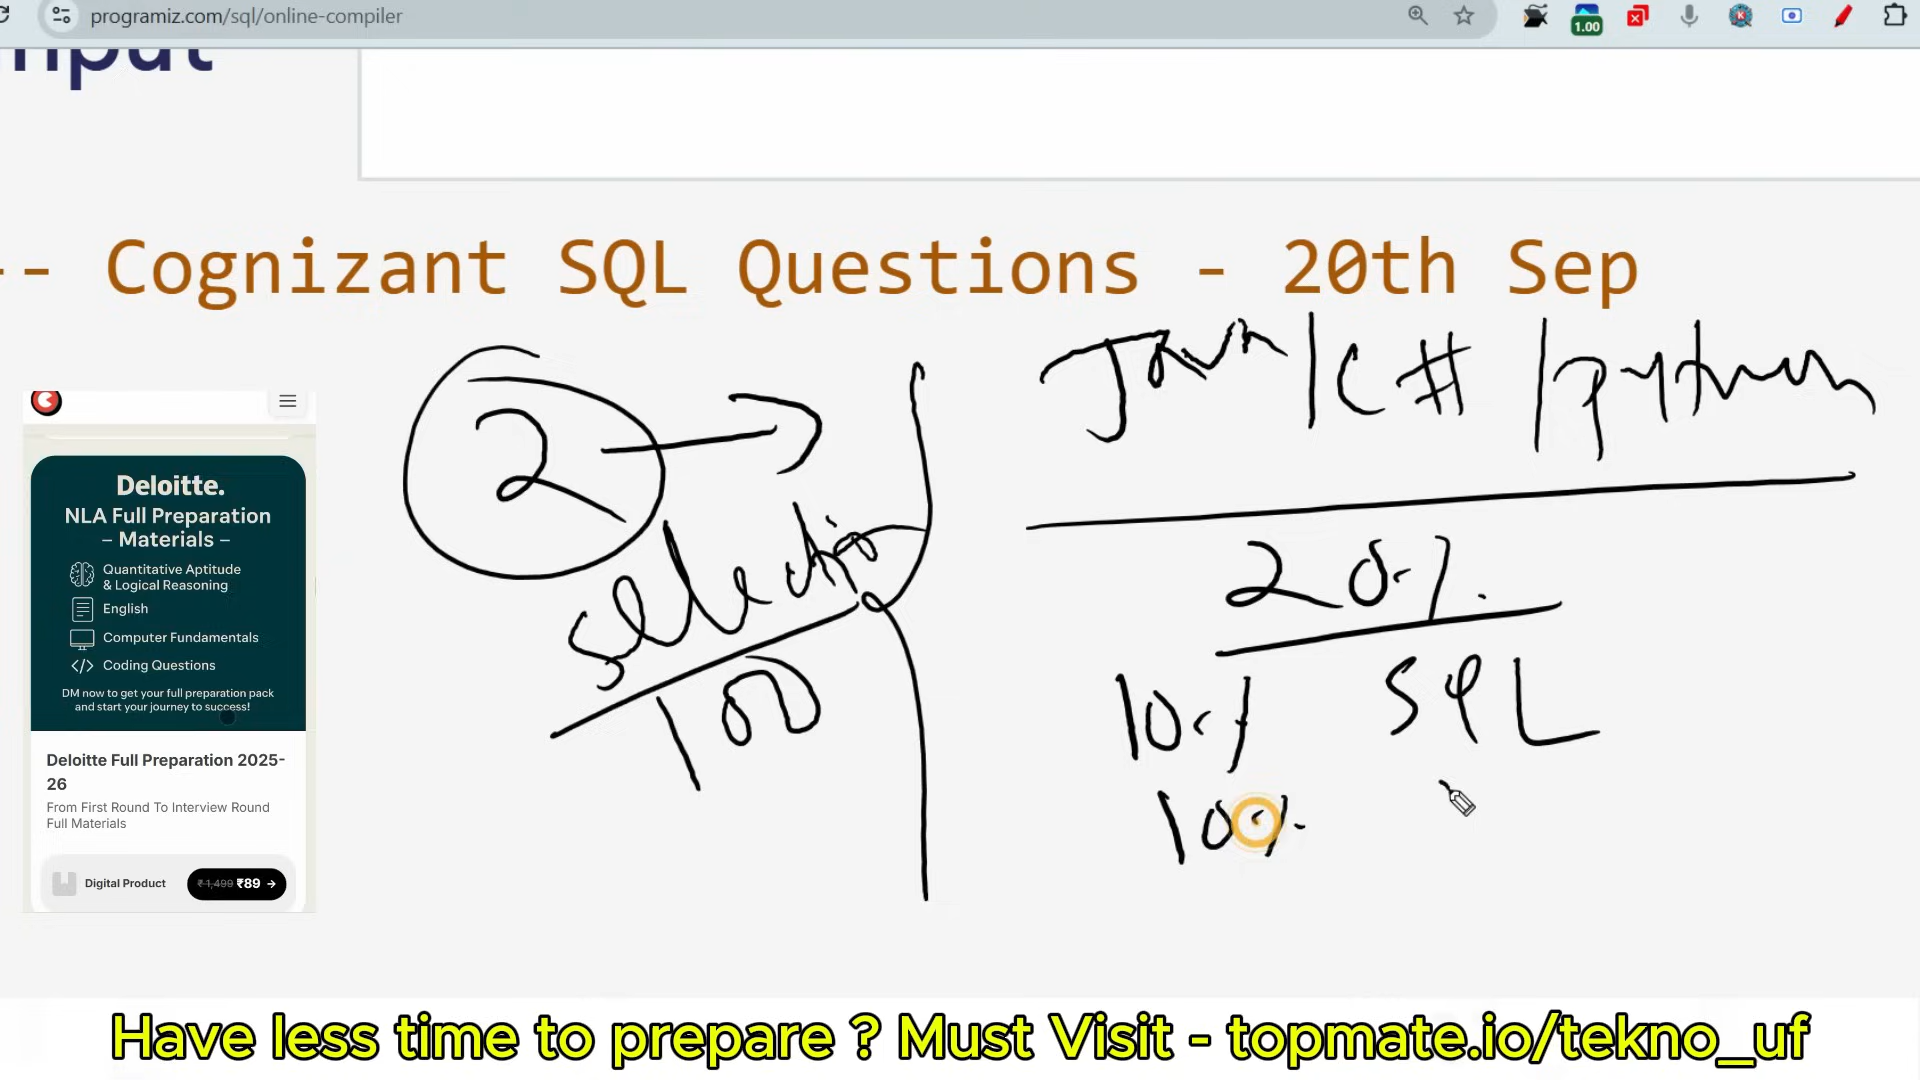 programiz.com/sql/online-compiler
1.00
nput
-- Cognizant SQL Questions - 20th Sep
Java | C# | python
2
selection
100
20%
10% SQL
10%
Deloitte.
NLA Full Preparation
– Materials –
Quantitative Aptitude
& Logical Reasoning
English
Computer Fundamentals
</> Coding Questions
DM now to get your full preparation pack
and start your journey to success!
Deloitte Full Preparation 2025-
26
From First Round To Interview Round
Full Materials
Digital Product ₹1,499 ₹89 →
Have less time to prepare ? Must Visit - topmate.io/tekno_uf